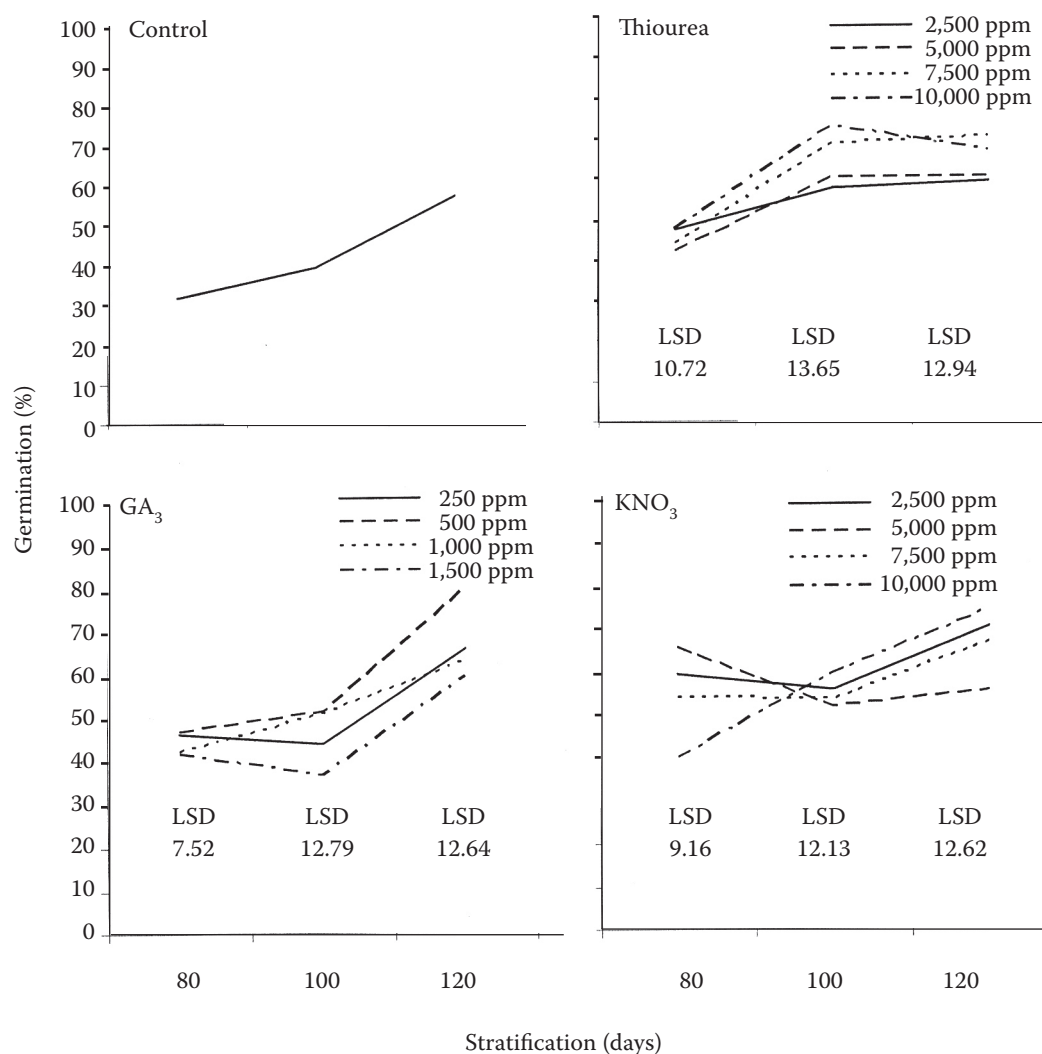 Control
100
90
80
70
60
50
40
30
20
10
0
Thiourea
2,500 ppm
5,000 ppm
7,500 ppm
10,000 ppm
LSD LSD LSD
10.72 13.65 12.94
Germination (%)
GA3
250 ppm
500 ppm
1,000 ppm
1,500 ppm
100
90
80
70
60
50
40
30
20
10
0
LSD LSD LSD
7.52 12.79 12.64
80 100 120
KNO3
2,500 ppm
5,000 ppm
7,500 ppm
10,000 ppm
LSD LSD LSD
9.16 12.13 12.62
80 100 120
Stratification (days)